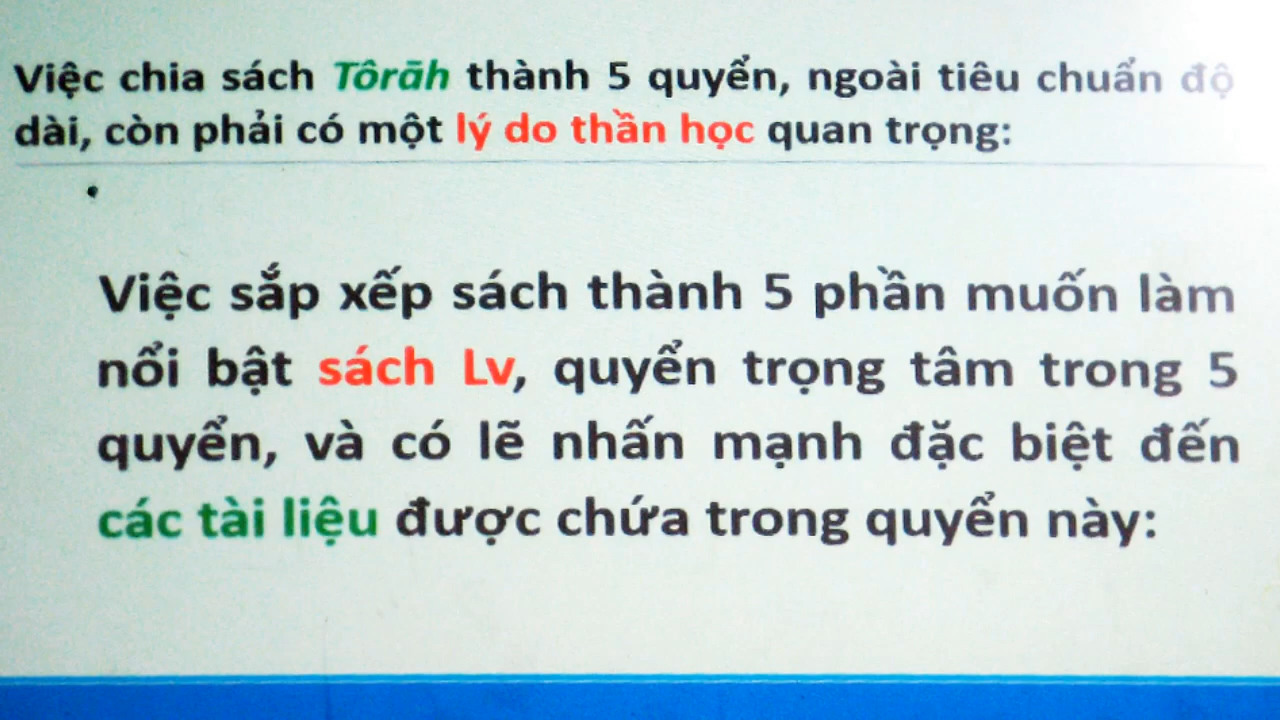 Việc chia sách Tôrāh thành 5 quyển, ngoài tiêu chuẩn độ
dài, còn phải có một lý do thần học quan trọng:
Việc sắp xếp sách thành 5 phần muốn làm
nổi bật sách Lv, quyển trọng tâm trong 5
quyển, và có lẽ nhấn mạnh đặc biệt đến
các tài liệu được chứa trong quyển này: